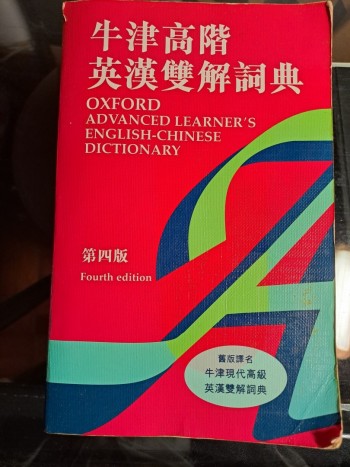 牛津高階
英漢雙解詞典
OXFORD
ADVANCED LEARNER'S
ENGLISH-CHINESE
DICTIONARY
第四版
Fourth edition
舊版譯名
牛津現代高級
英漢雙解詞典